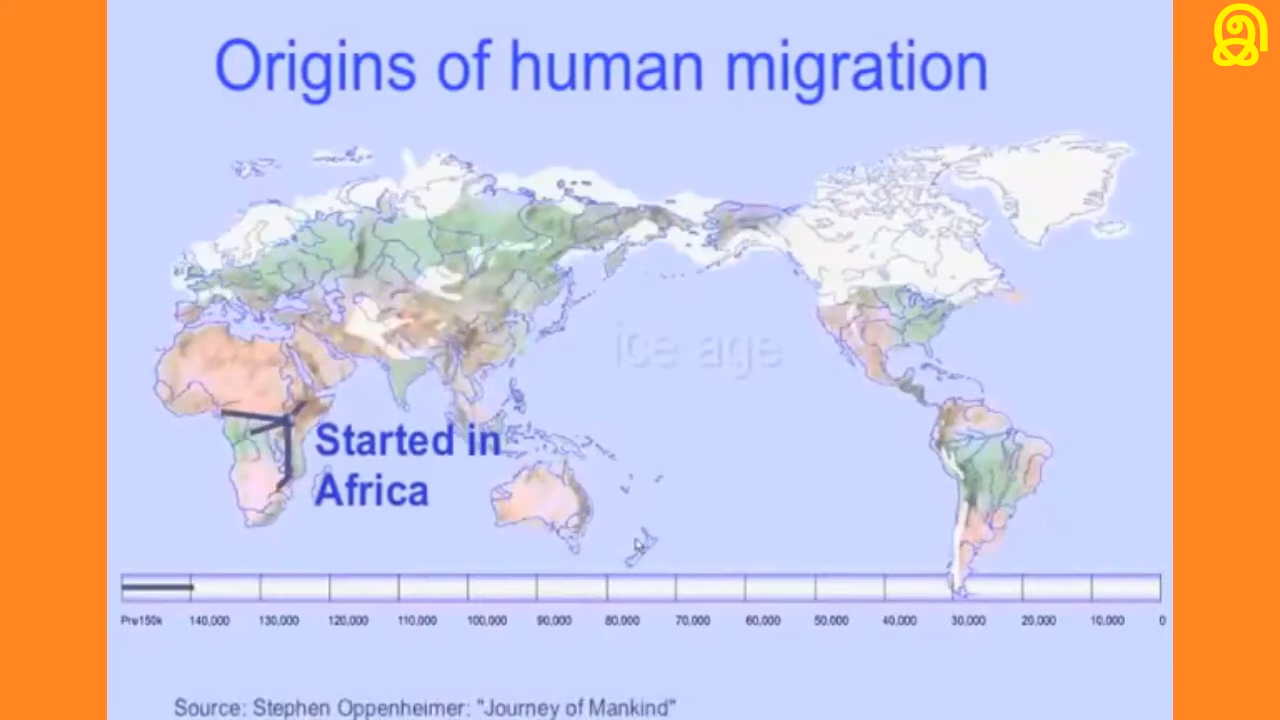 இ
Origins of human migration
ice age
Started in
Africa
Pre150k 140,000 130,000 120,000 110,000 100,000 90,000 80,000 70,000 60,000 50,000 40,000 30,000 20,000 10,000 0
Source: Stephen Oppenheimer: "Journey of Mankind"